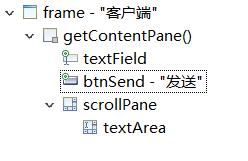 frame - "客户端"
getContentPane()
textField
btnSend - "发送"
scrollPane
textArea